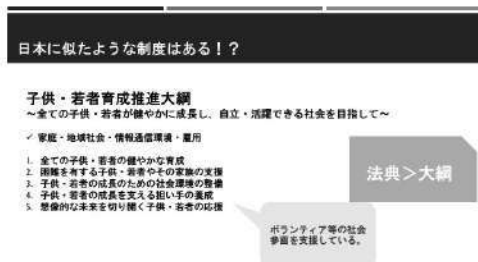 日本に似たような制度はある！？
子供・若者育成推進大綱
～全ての子供・若者が健やかに成長し、自立・活躍できる社会を目指して～
✓ 家庭・地域社会・情報通信環境・雇用
1. 全ての子供・若者の健やかな育成
2. 困難を有する子供・若者やその家族の支援
3. 子供・若者の成長のための社会環境の整備
4. 子供・若者の成長を支える担い手の養成
5. 想像的な未来を切り開く子供・若者の応援
法典＞大綱
ボランティア等の社会
参画を支援している。